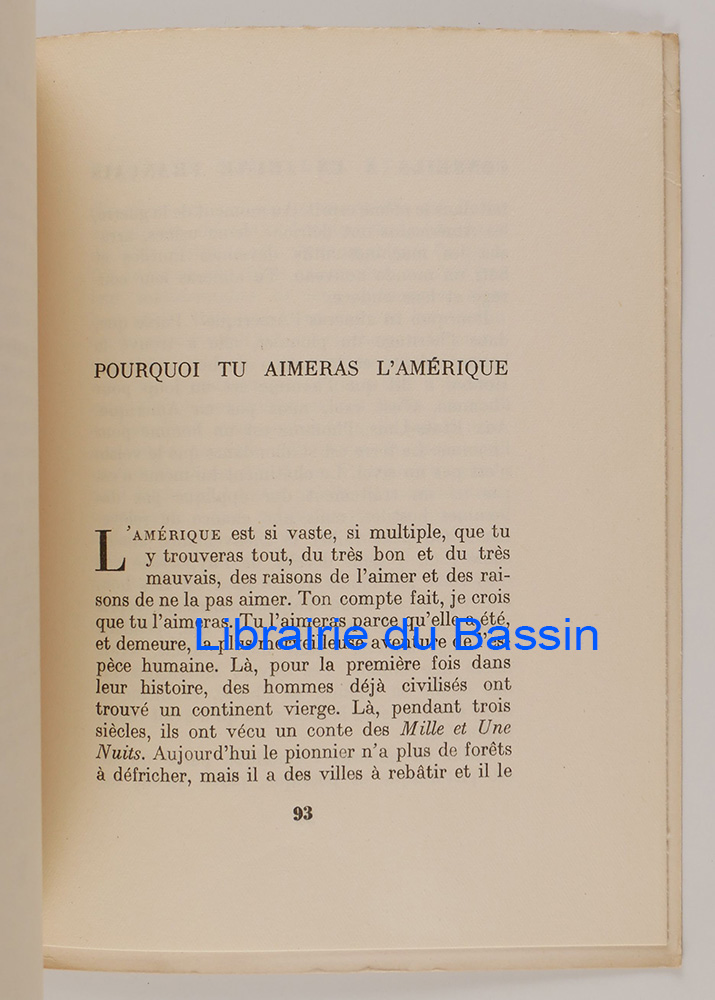 POURQUOI TU AIMERAS L'AMÉRIQUE
L'AMÉRIQUE est si vaste, si multiple, que tu
y trouveras tout, du très bon et du très
mauvais, des raisons de l'aimer et des rai-
sons de ne la pas aimer. Ton compte fait, je crois
que tu l'aimeras. Tu l'aimeras parce qu'elle a été,
et demeure, la plus merveilleuse aventure de l'es-
Librairie du Bassin
pèce humaine. Là, pour la première fois dans
leur histoire, des hommes déjà civilisés ont
trouvé un continent vierge. Là, pendant trois
siècles, ils ont vécu un conte des Mille et Une
Nuits. Aujourd'hui le pionnier n'a plus de forêts
à défricher, mais il a des villes à rebâtir et il le
93